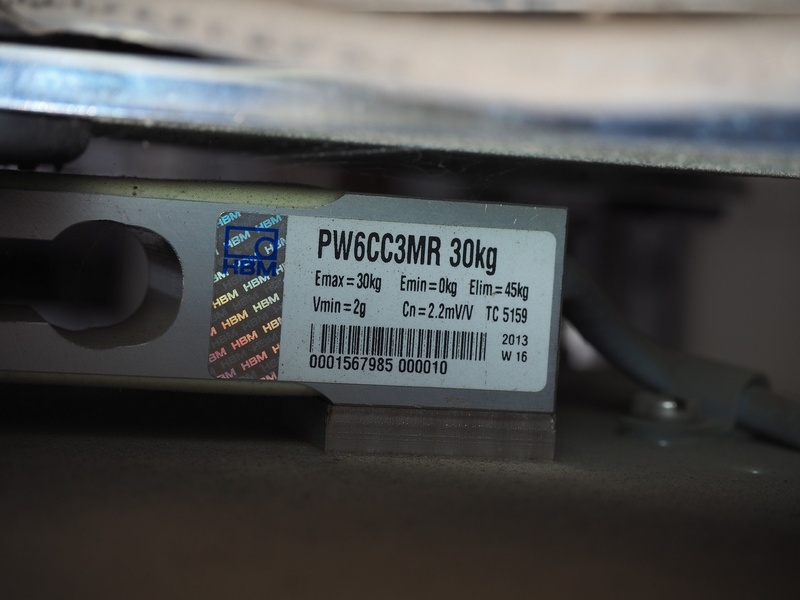 HBM
PW6CC3MR 30kg
Emax=30kg Emin=0kg Elim=45kg
Vmin=2g Cn=2.2mV/V TC 5159
2013
W 16
0001567985 000010